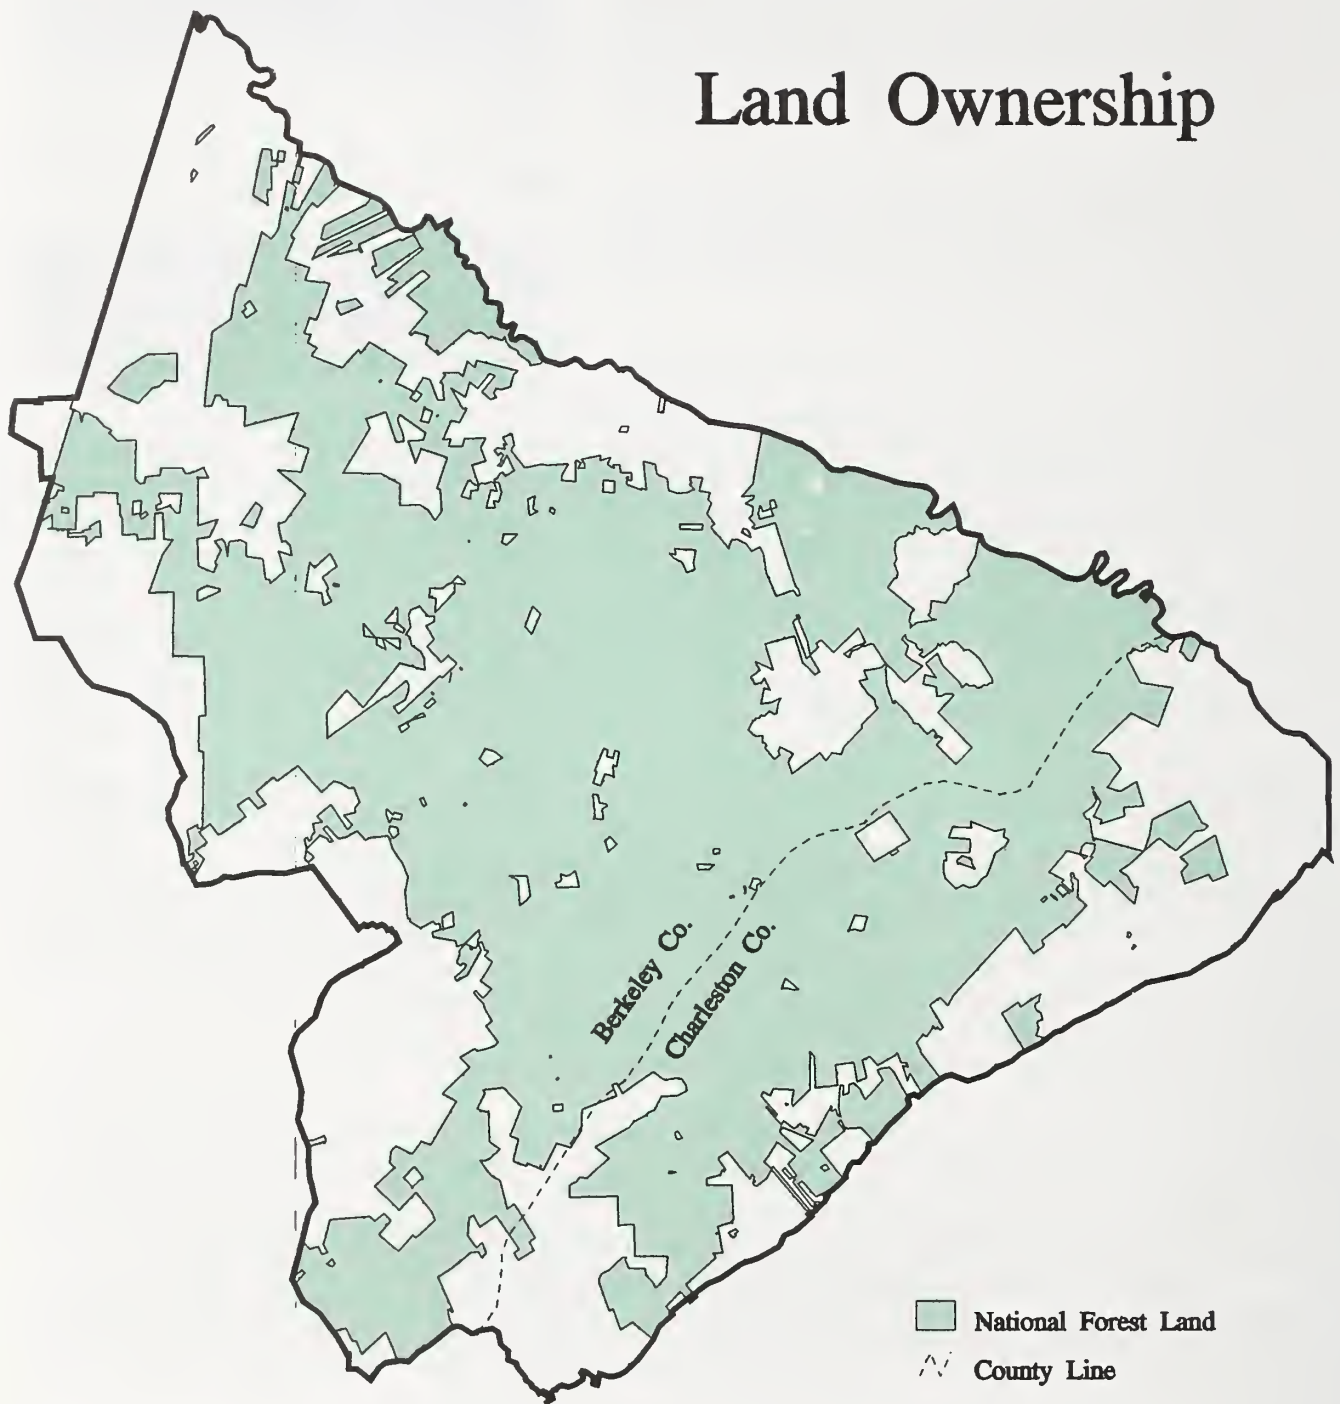 Land Ownership
Berkeley Co.
Charleston Co.
National Forest Land
County Line